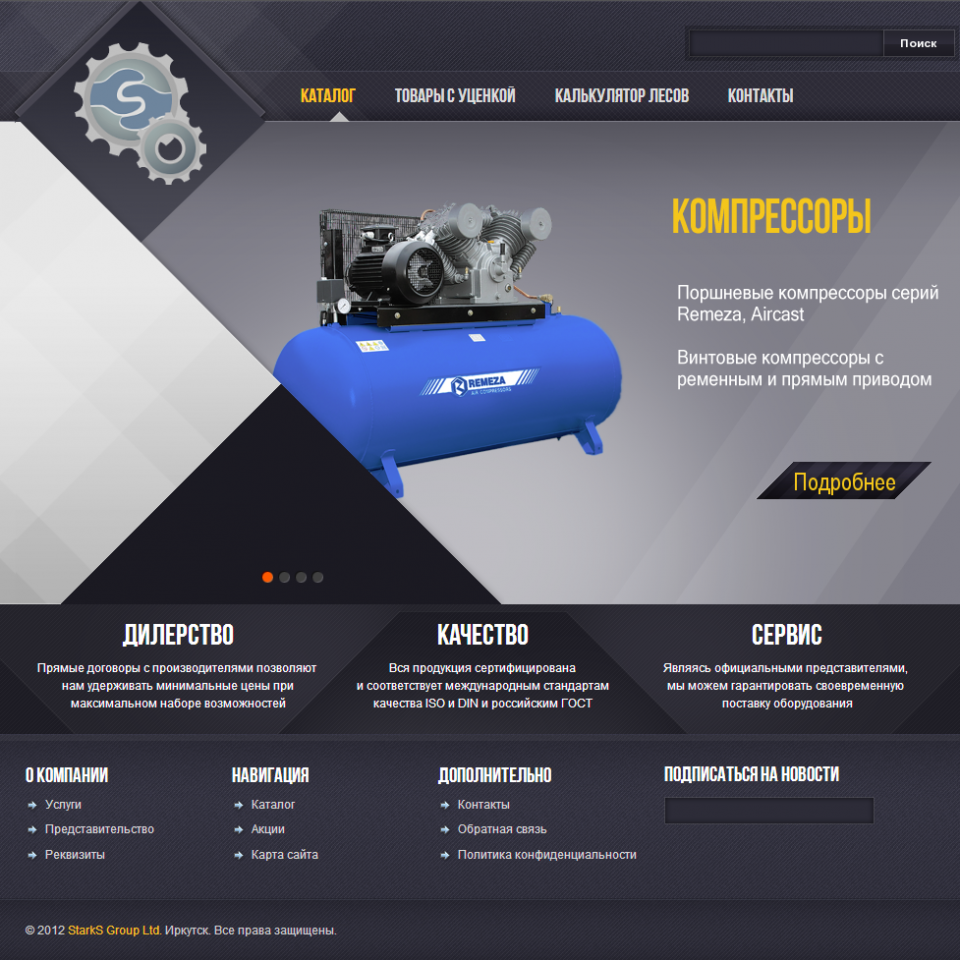 Поиск
КАТАЛОГ
ТОВАРЫ С УЦЕНКОЙ
КАЛЬКУЛЯТОР ЛЕСОВ
КОНТАКТЫ
S
КОМПРЕССОРЫ
Поршневые компрессоры серий
Remeza, Aircast
Винтовые компрессоры с
ременным и прямым приводом
REMEZA
AIR COMPRESSORS
Подробнее
ДИЛЕРСТВО
Прямые договоры с производителями позволяют
нам удерживать минимальные цены при
максимальном наборе возможностей
КАЧЕСТВО
Вся продукция сертифицирована
и соответствует международным стандартам
качества ISO и DIN и российским ГОСТ
СЕРВИС
Являясь официальными представителями,
мы можем гарантировать своевременную
поставку оборудования
О КОМПАНИИ
Услуги
Представительство
Реквизиты
НАВИГАЦИЯ
Каталог
Акции
Карта сайта
ДОПОЛНИТЕЛЬНО
Контакты
Обратная связь
Политика конфиденциальности
ПОДПИСАТЬСЯ НА НОВОСТИ
© 2012 StarkS Group Ltd. Иркутск. Все права защищены.